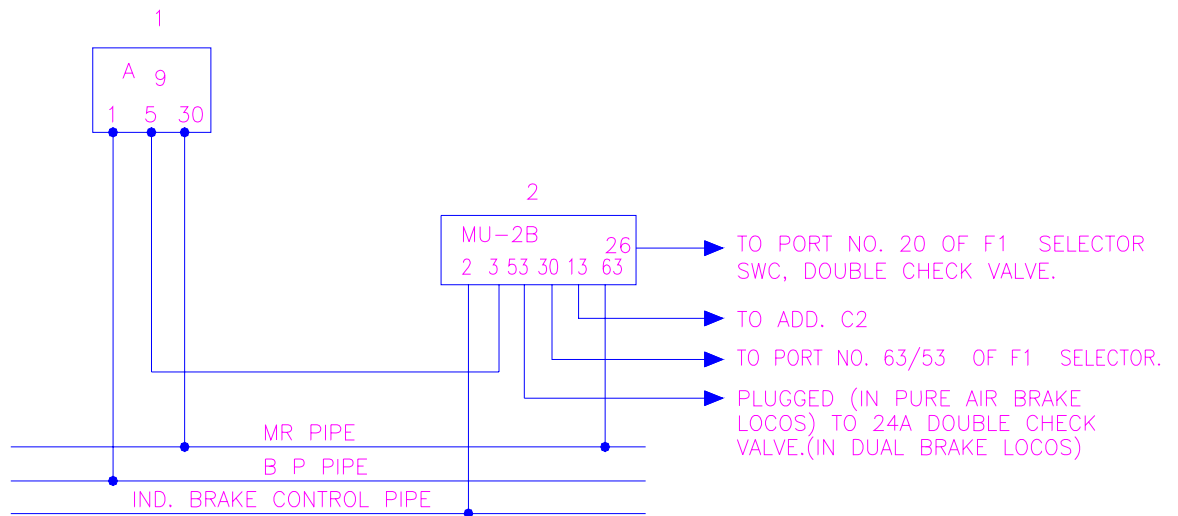 1
A 9
1 5 30
2
MU-2B
26
2 3 53 30 13 63
TO PORT NO. 20 OF F1 SELECTOR
SWC, DOUBLE CHECK VALVE.
TO ADD. C2
TO PORT NO. 63/53 OF F1 SELECTOR.
PLUGGED (IN PURE AIR BRAKE
LOCOS) TO 24A DOUBLE CHECK
VALVE.(IN DUAL BRAKE LOCOS)
MR PIPE
B P PIPE
IND. BRAKE CONTROL PIPE